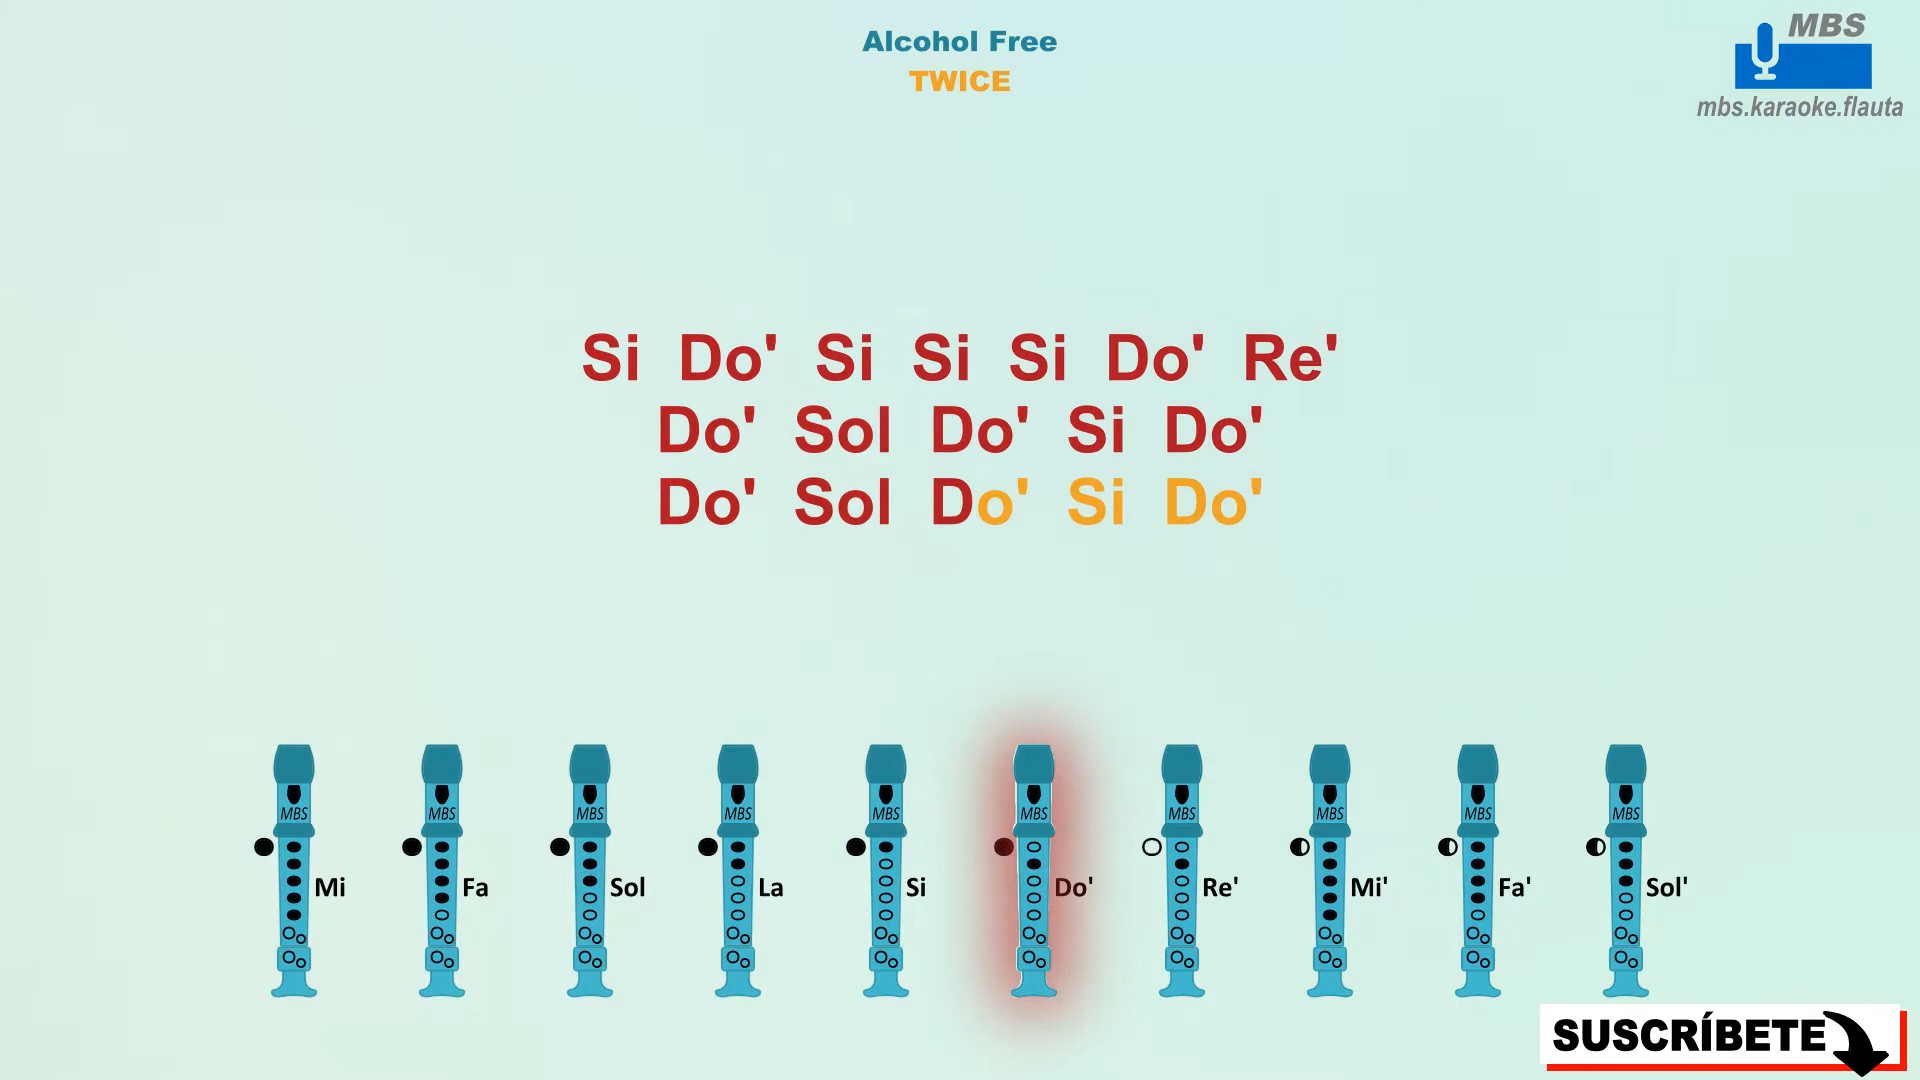 Alcohol Free
TWICE
MBS
mbs.karaoke.flauta
Si Do' Si Si Si Do' Re'
Do' Sol Do' Si Do'
Do' Sol Do' Si Do'
MBS MBS MBS MBS MBS MBS MBS MBS MBS MBS
Mi Fa Sol La Si Do' Re' Mi' Fa' Sol'
SUSCRÍBETE